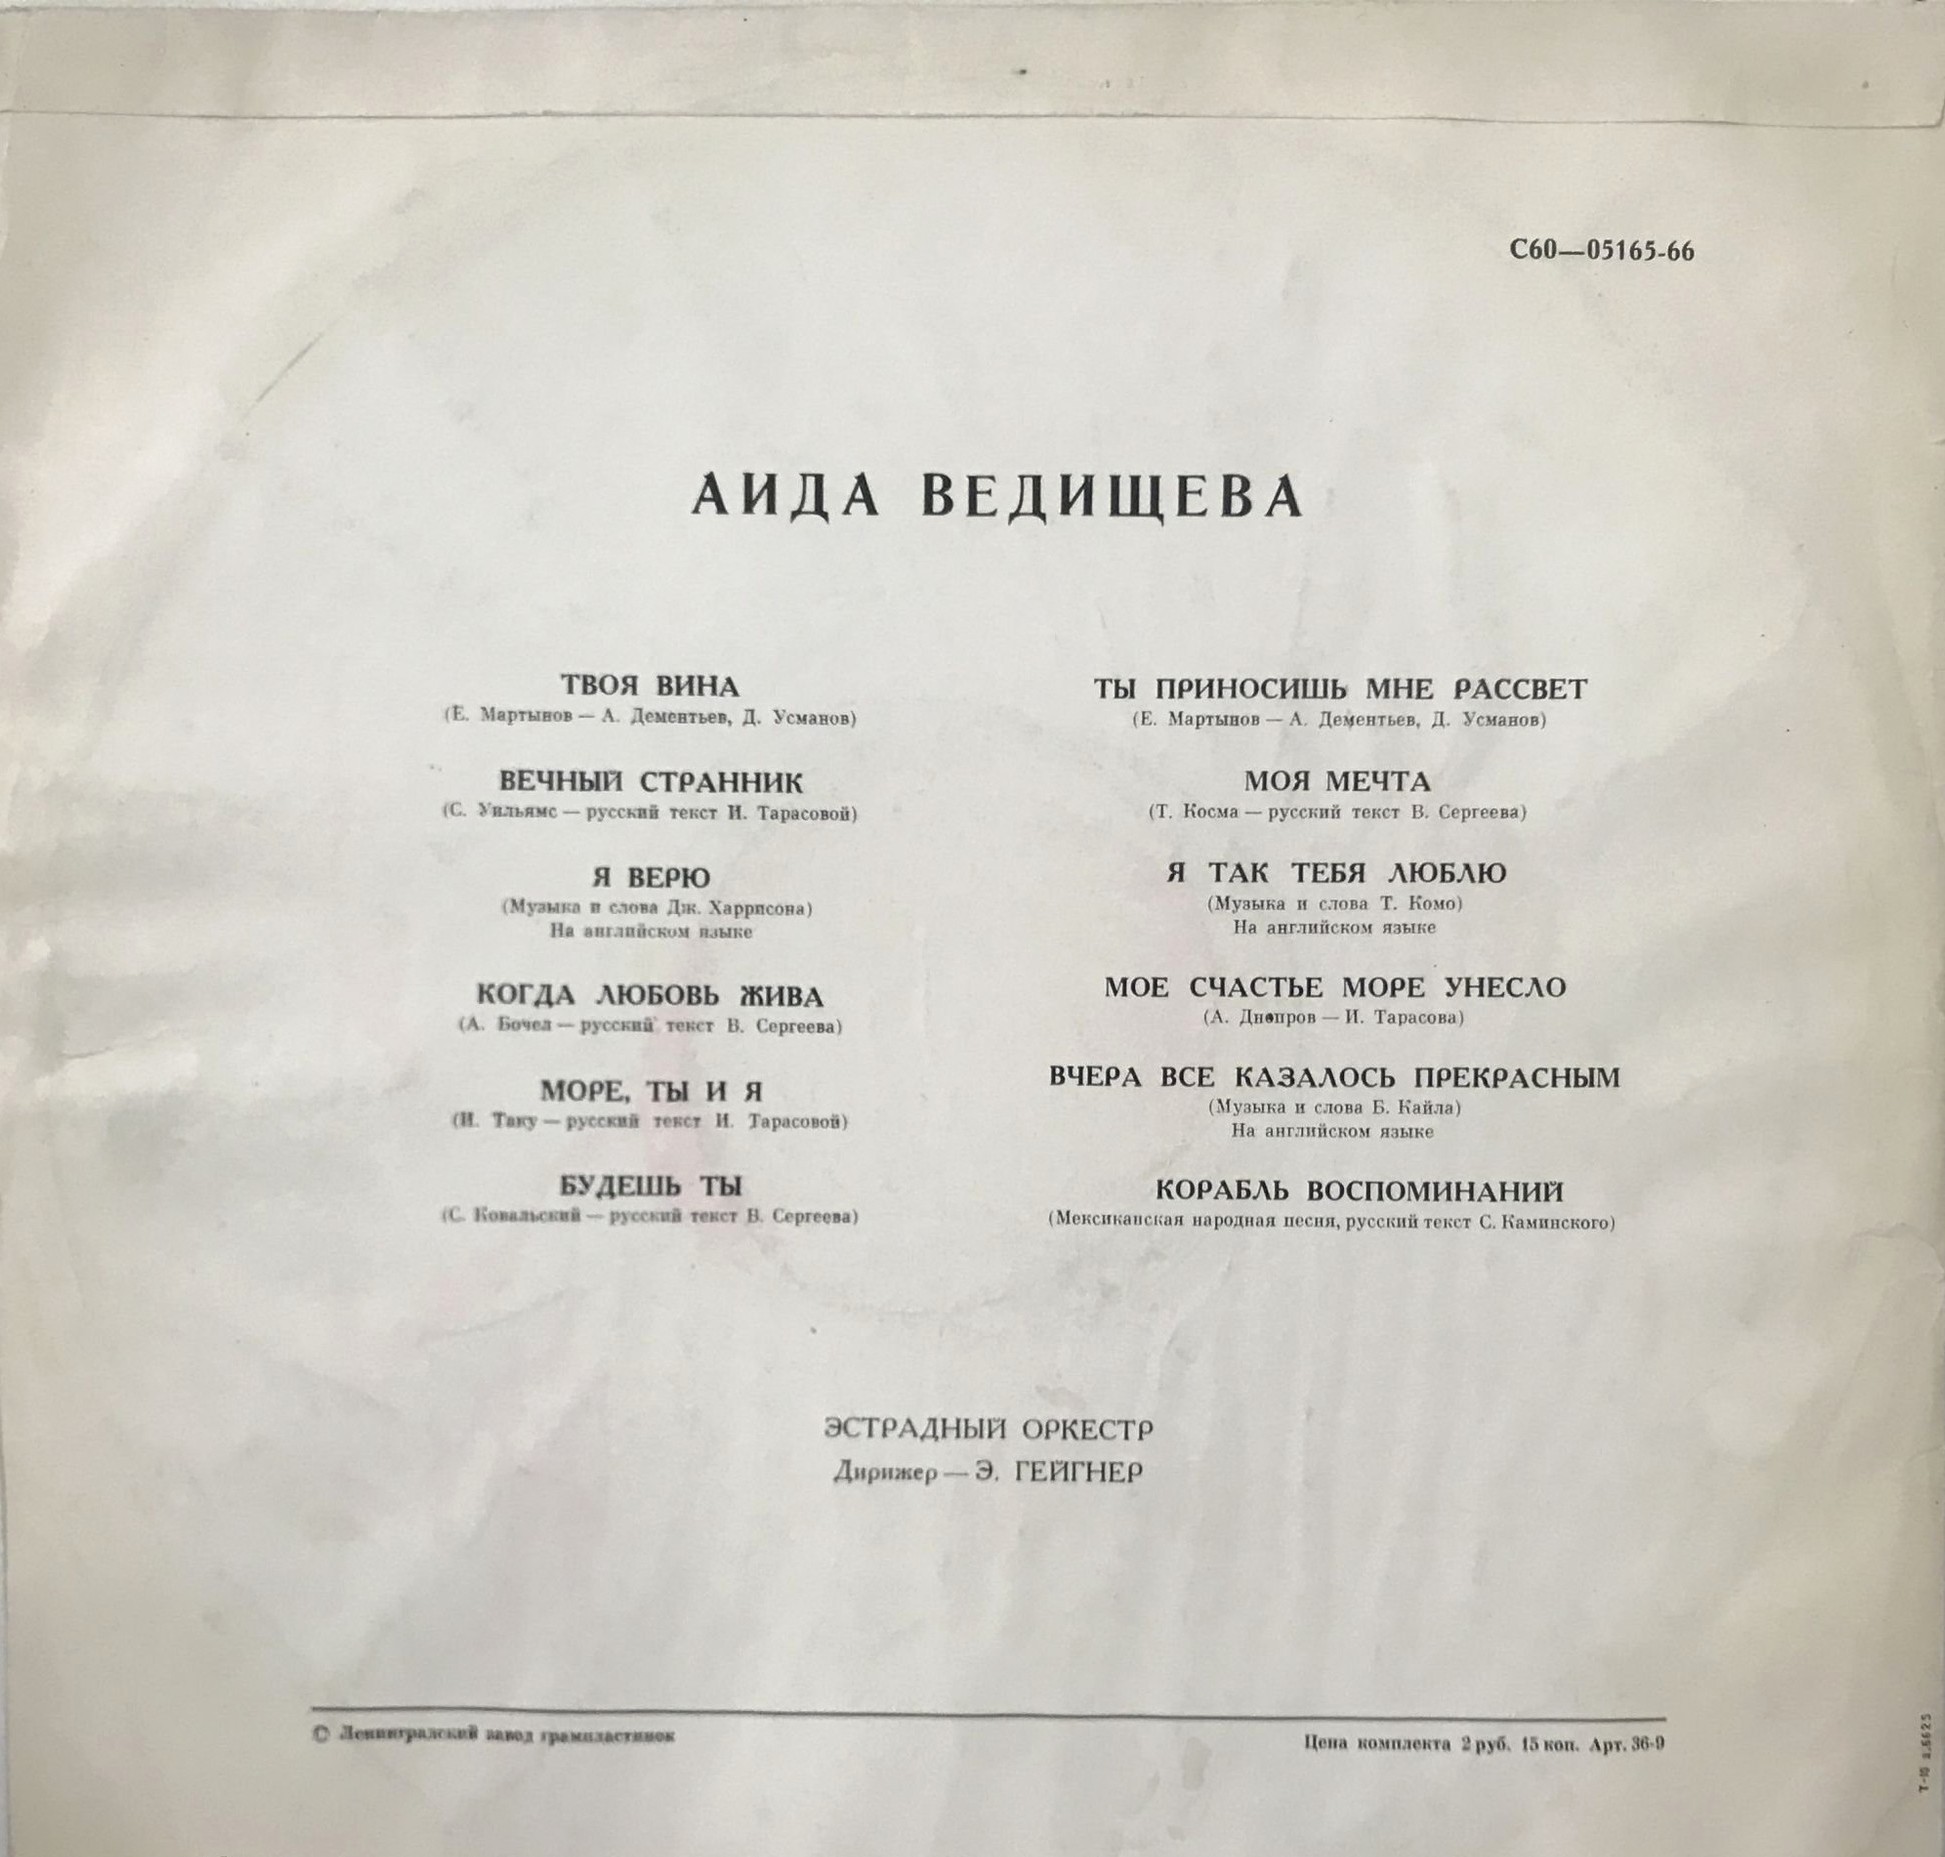 С60—05165-66
АИДА ВЕДИЩЕВА
ТВОЯ ВИНА
(Е. Мартынов — А. Дементьев, Д. Усманов)
ВЕЧНЫЙ СТРАННИК
(С. Уильямс — русский текст И. Тарасовой)
Я ВЕРЮ
(Музыка и слова Дж. Харрисона)
На английском языке
КОГДА ЛЮБОВЬ ЖИВА
(А. Бочел — русский текст В. Сергеева)
МОРЕ, ТЫ И Я
(И. Таку — русский текст И. Тарасовой)
БУДЕШЬ ТЫ
(С. Ковальский — русский текст В. Сергеева)
ТЫ ПРИНОСИШЬ МНЕ РАССВЕТ
(Е. Мартынов — А. Дементьев, Д. Усманов)
МОЯ МЕЧТА
(Т. Косма — русский текст В. Сергеева)
Я ТАК ТЕБЯ ЛЮБЛЮ
(Музыка и слова Т. Комо)
На английском языке
МОЕ СЧАСТЬЕ МОРЕ УНЕСЛО
(А. Днепров — И. Тарасова)
ВЧЕРА ВСЕ КАЗАЛОСЬ ПРЕКРАСНЫМ
(Музыка и слова Б. Кайла)
На английском языке
КОРАБЛЬ ВОСПОМИНАНИЙ
(Мексиканская народная песня, русский текст С. Каминского)
ЭСТРАДНЫЙ ОРКЕСТР
Дирижер — Э. ГЕЙГНЕР
© Ленинградский завод грампластинок
Цена комплекта 2 руб. 15 коп. Арт. 36-9